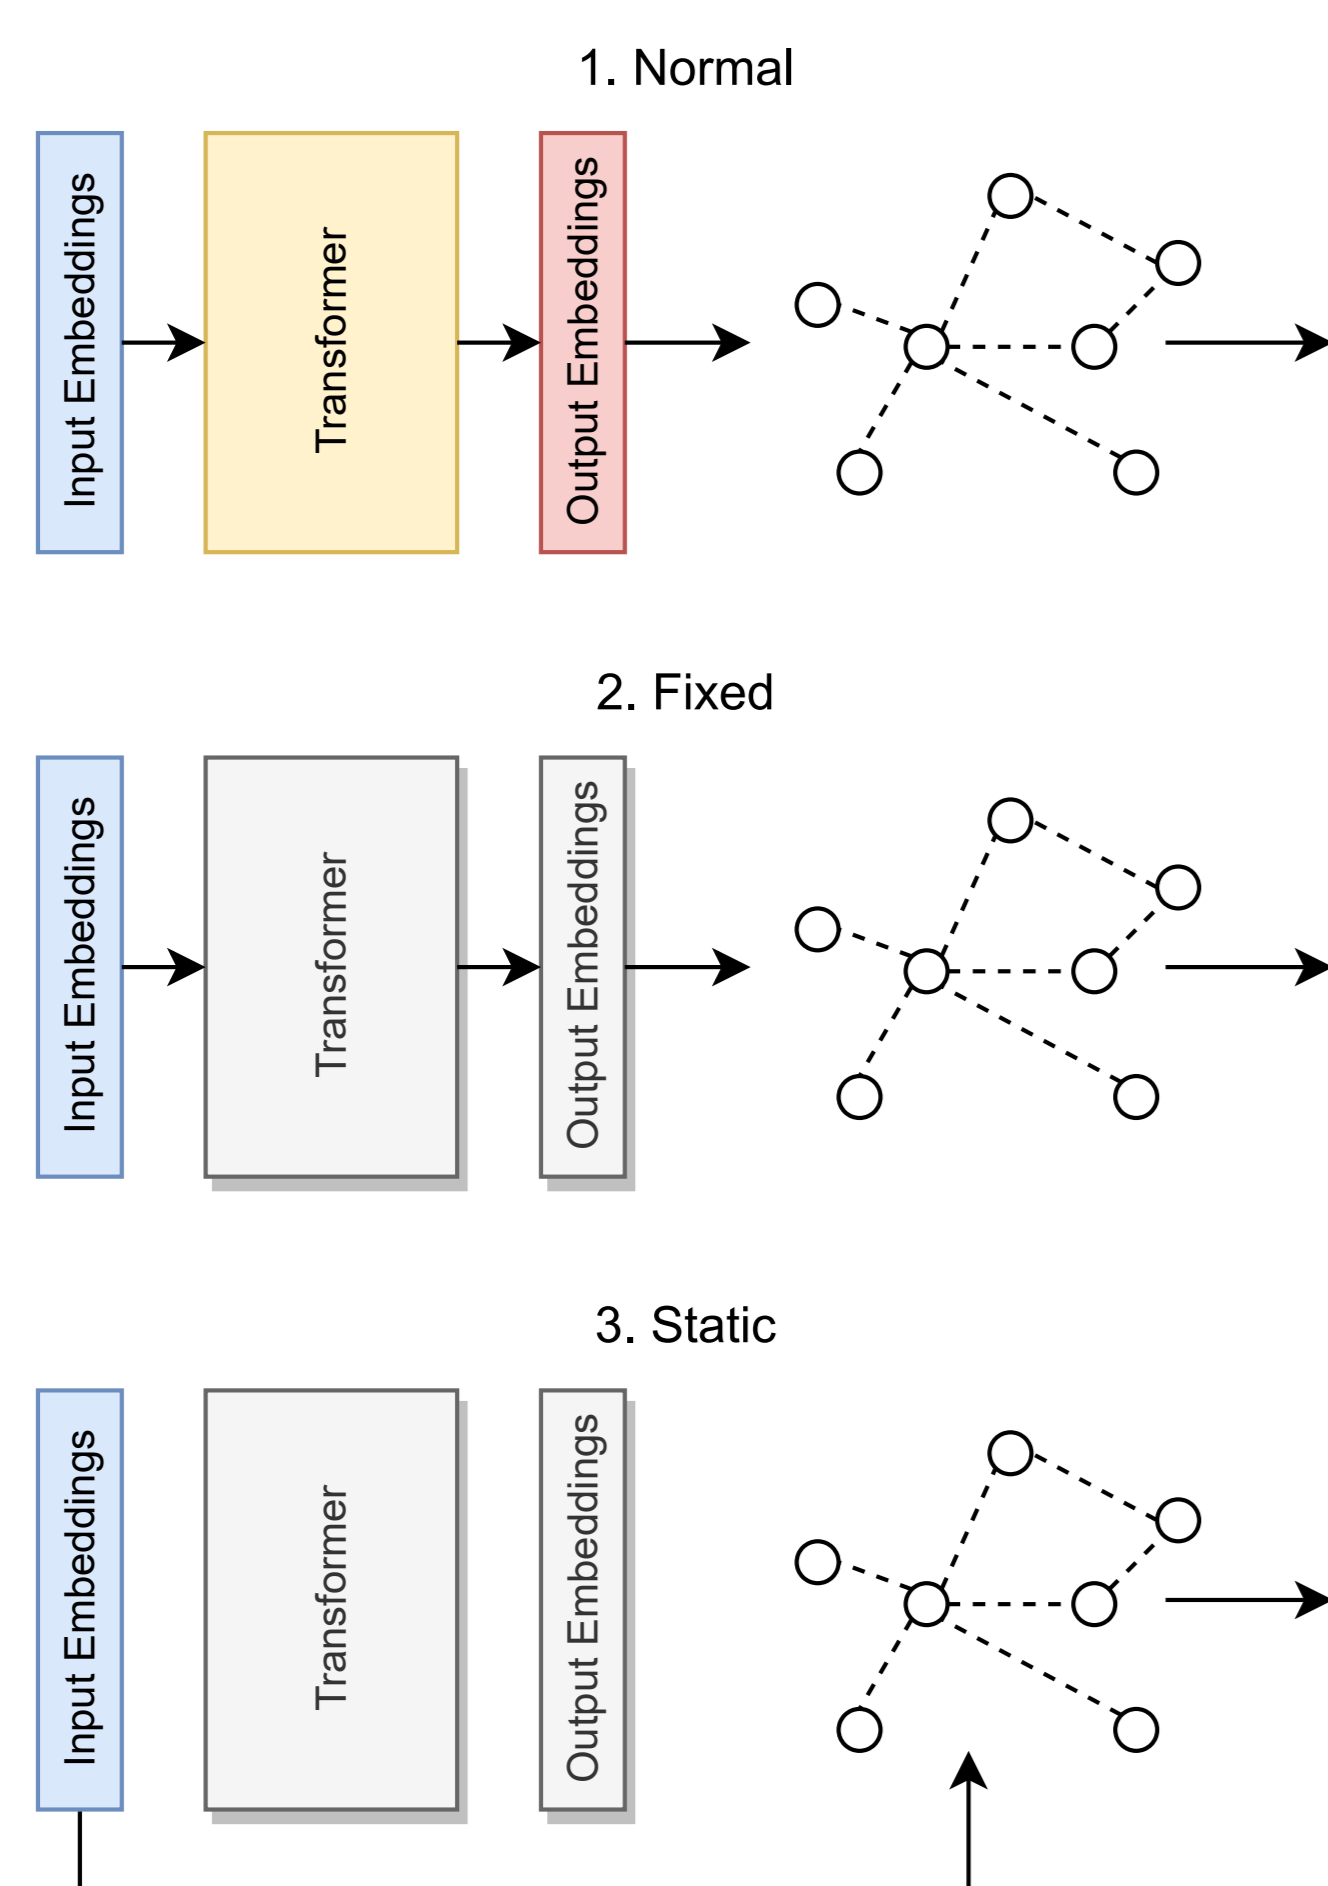 1. Normal
Input Embeddings
Transformer
Output Embeddings
2. Fixed
Input Embeddings
Transformer
Output Embeddings
3. Static
Input Embeddings
Transformer
Output Embeddings